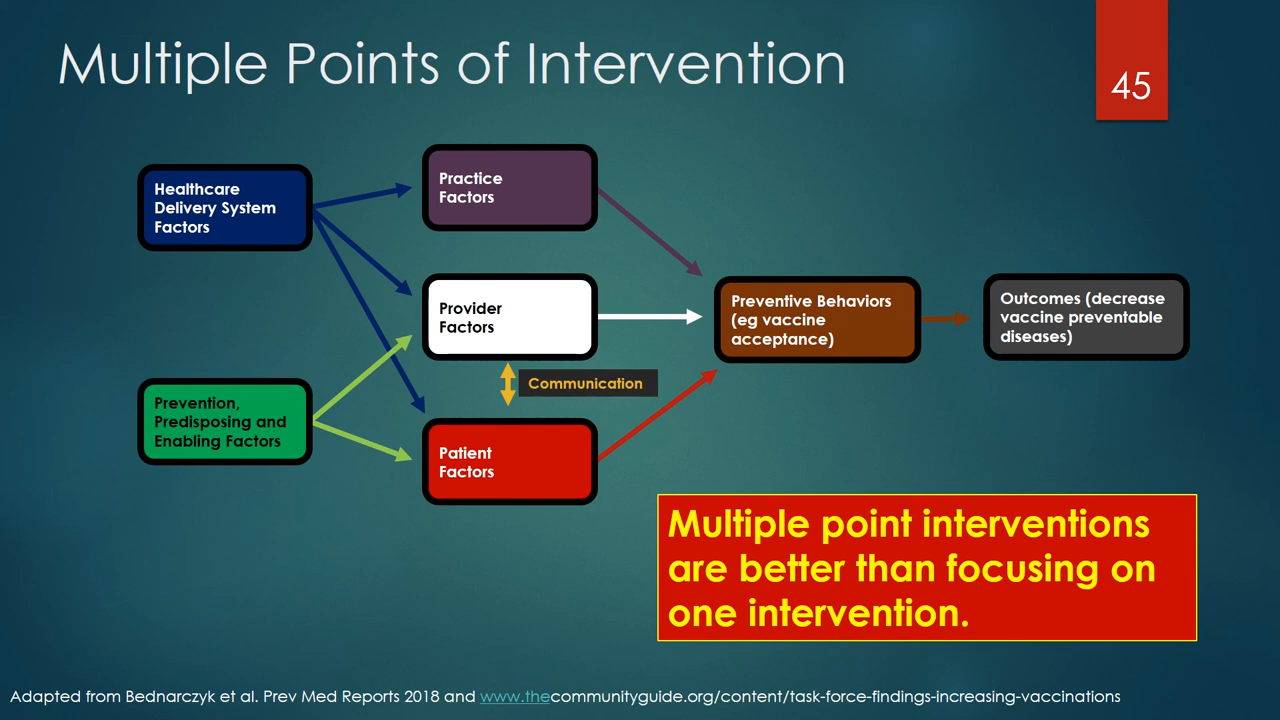 Multiple Points of Intervention
45
Healthcare
Delivery System
Factors
Practice
Factors
Provider
Factors
Communication
Prevention,
Predisposing and
Enabling Factors
Patient
Factors
Preventive Behaviors
(eg vaccine
acceptance)
Outcomes (decrease
vaccine preventable
diseases)
Multiple point interventions
are better than focusing on
one intervention.
Adapted from Bednarczyk et al. Prev Med Reports 2018 and www.thecommunityguide.org/content/task-force-findings-increasing-vaccinations